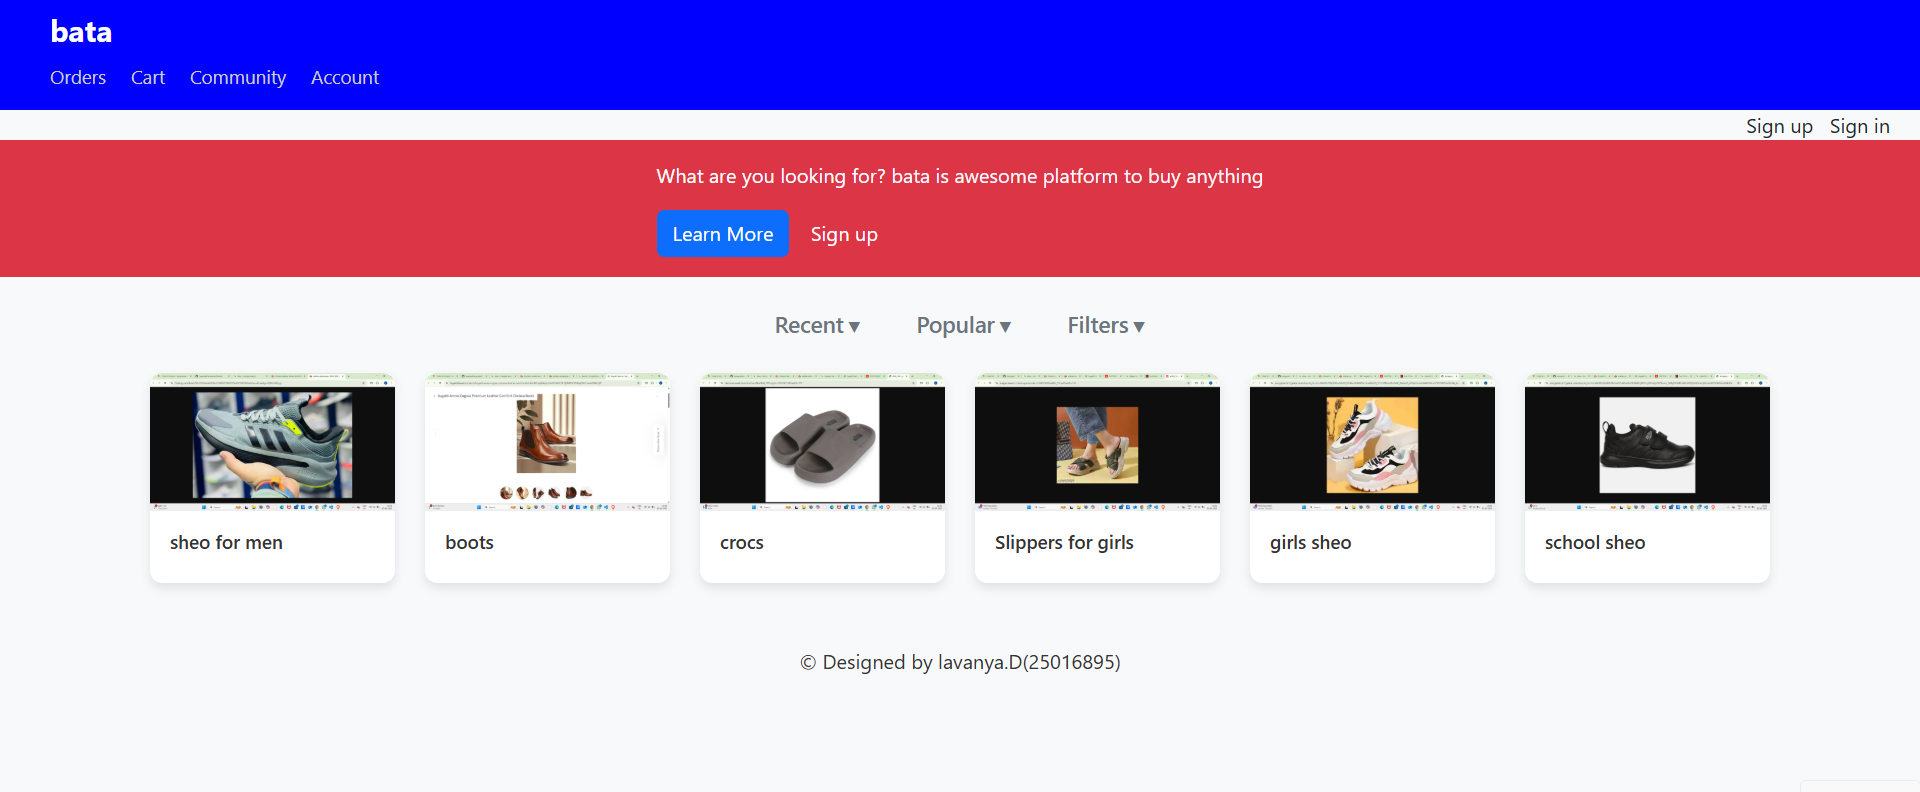 bata
Orders Cart Community Account
Sign up Sign in
What are you looking for? bata is awesome platform to buy anything
Learn More Sign up
Recent ▾ Popular ▾ Filters ▾
sheo for men
boots
crocs
Slippers for girls
girls sheo
school sheo
© Designed by lavanya.D(25016895)